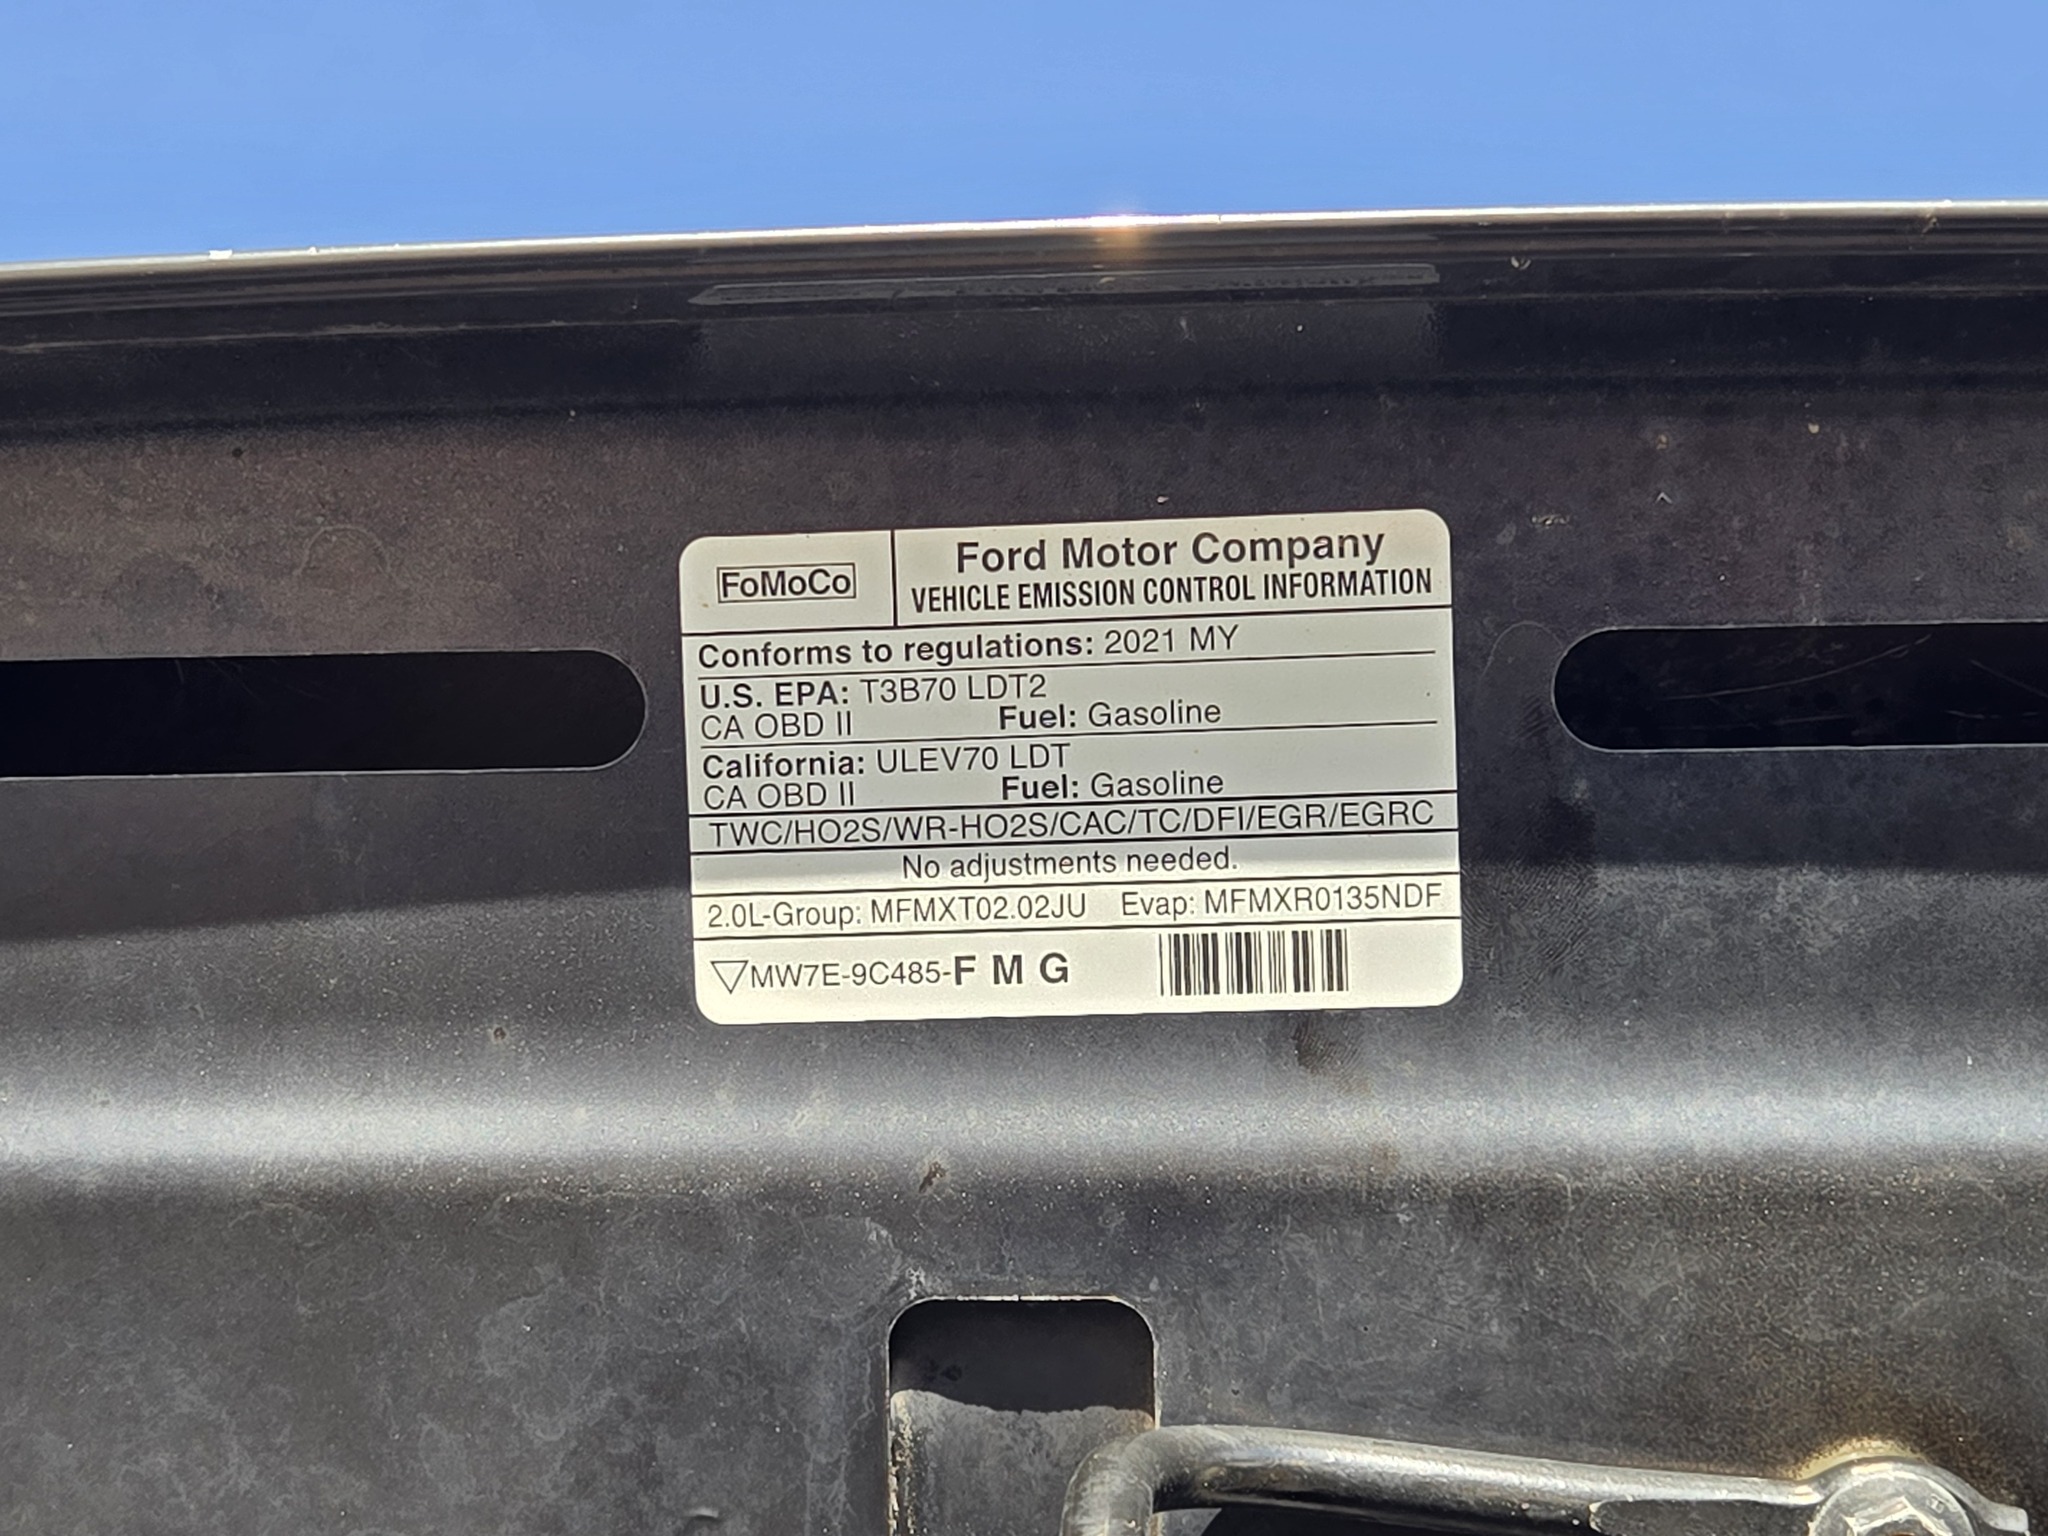 FoMoCo
Ford Motor Company
VEHICLE EMISSION CONTROL INFORMATION
Conforms to regulations: 2021 MY
U.S. EPA: T3B70 LDT2
CA OBD II Fuel: Gasoline
California: ULEV70 LDT
CA OBD II Fuel: Gasoline
TWC/HO2S/WR-HO2S/CAC/TC/DFI/EGR/EGRC
No adjustments needed.
2.0L-Group: MFMXT02.02JU Evap: MFMXR0135NDF
MW7E-9C485-F M G